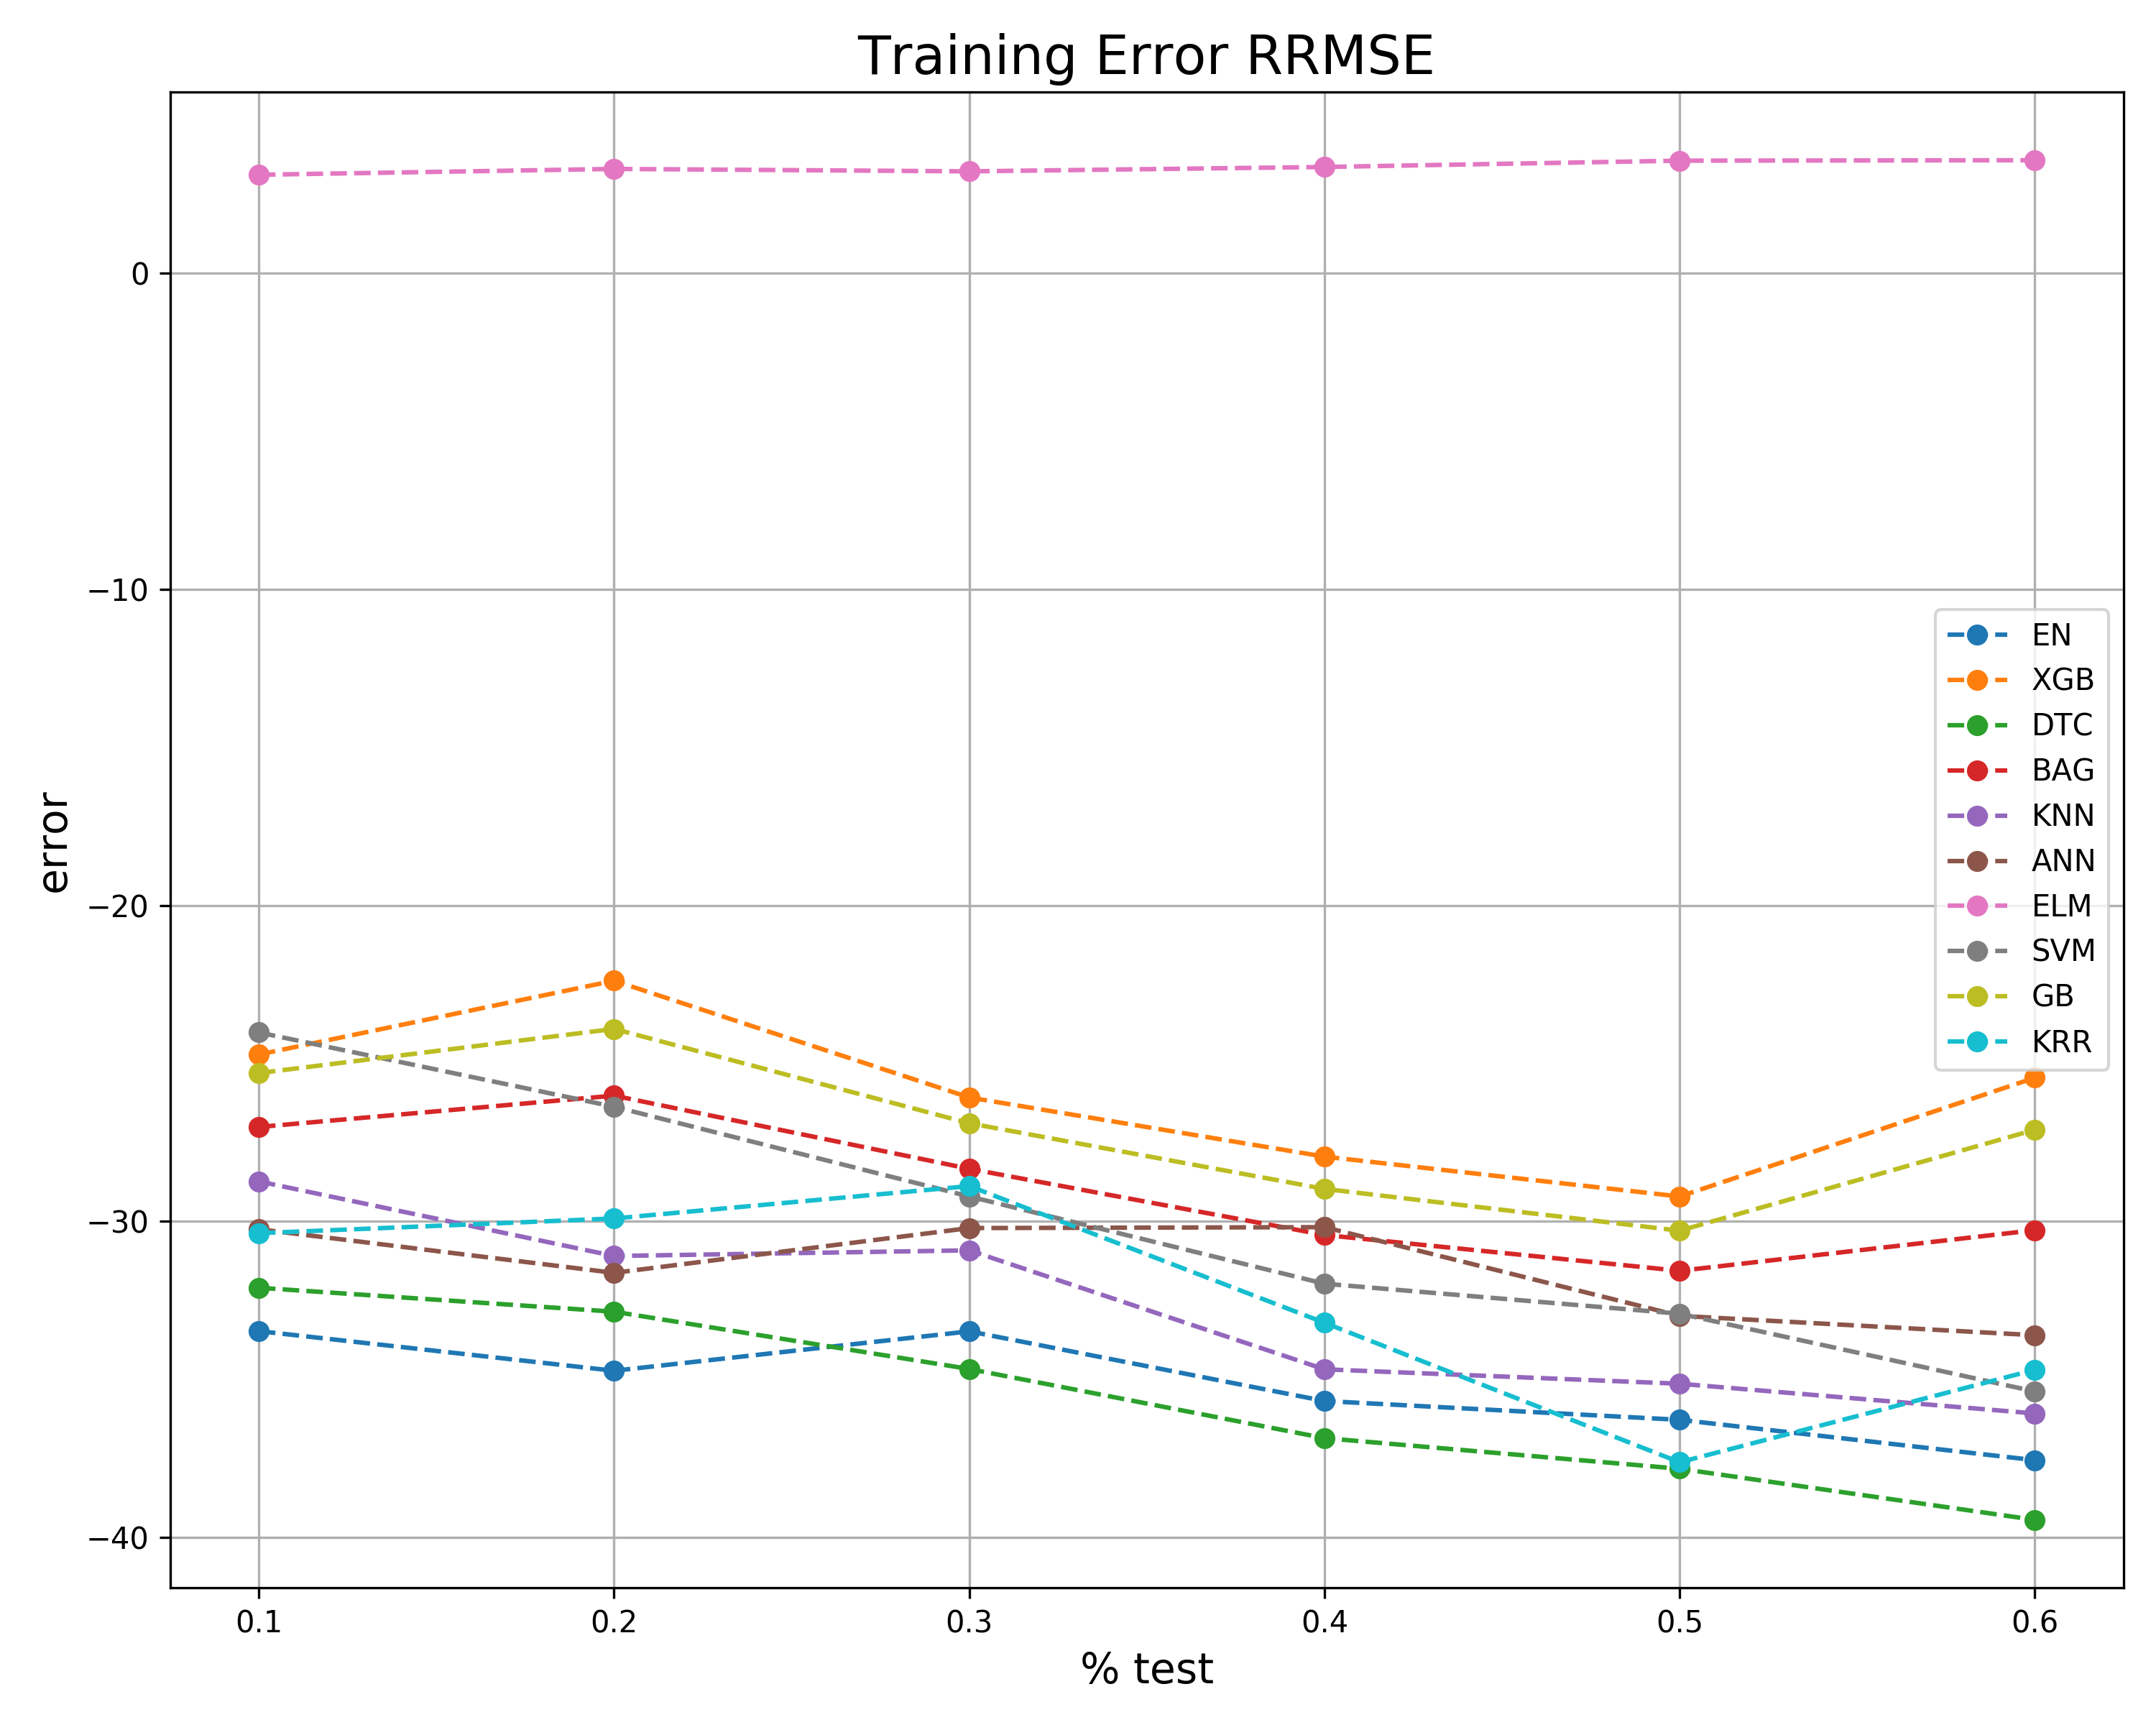 Training Error RRMSE
error
0
−10
−20
−30
−40
EN
XGB
DTC
BAG
KNN
ANN
ELM
SVM
GB
KRR
0.1 0.2 0.3 0.4 0.5 0.6
% test